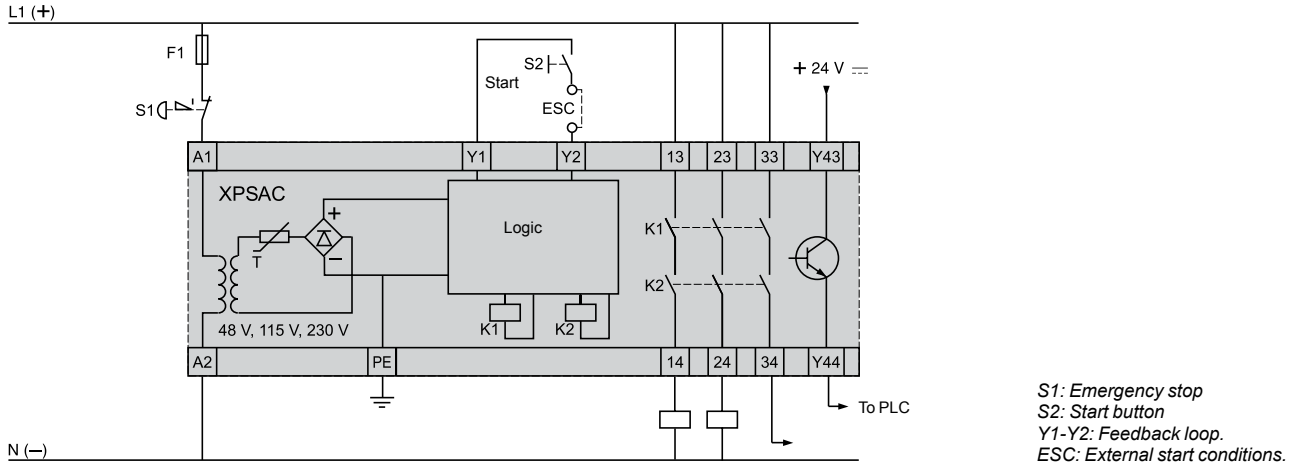 L1 (+)
F1
S1
S2
Start
ESC
+ 24 V
A1
Y1
Y2
13
23
33
Y43
XPSAC
+
Logic
K1
T
–
K2
K1
K2
48 V, 115 V, 230 V
A2
PE
14
24
34
Y44
To PLC
N (–)
S1: Emergency stop
S2: Start button
Y1-Y2: Feedback loop.
ESC: External start conditions.